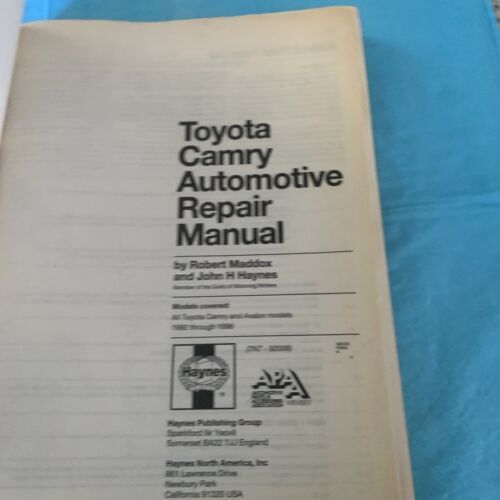 Toyota
Camry
Automotive
Repair
Manual
by Robert Maddox
and John H Haynes
Member of the Guild of Motoring Writers
Models covered:
All Toyota Camry and Avalon models
1992 through 1996
Haynes
APAA
MEMBER
Haynes Publishing Group
Sparkford Nr Yeovil
Somerset BA22 7JJ England
Haynes North America, Inc
861 Lawrence Drive
Newbury Park
California 91320 USA